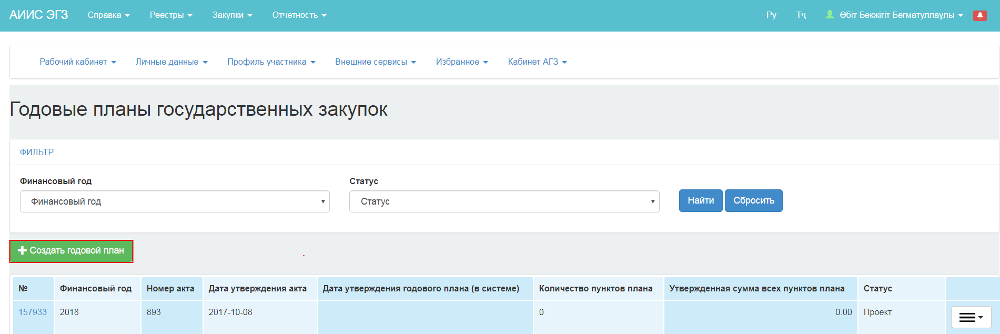 АИИС ЭГЗ Справка Реестры Закупки Отчетность Ру Тҷ Әбіт Бекжігіт Бегматуллаұлы
Рабочий кабинет Личные данные Профиль участника Внешние сервисы Избранное Кабинет АГЗ
Годовые планы государственных закупок
ФИЛЬТР
Финансовый год Статус
Финансовый год Статус Найти Сбросить
Создать годовой план
№ Финансовый год Номер акта Дата утверждения акта Дата утверждения годового плана (в системе) Количество пунктов плана Утвержденная сумма всех пунктов плана Статус
157933 2018 893 2017-10-08 0 0.00 Проект